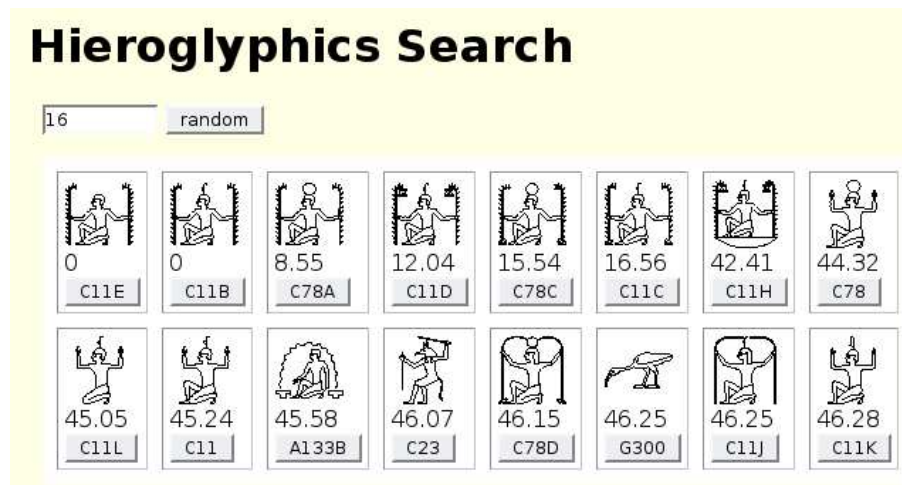 Hieroglyphics Search
16 random
0 0 8.55 12.04 15.54 16.56 42.41 44.32
C11E C11B C78A C11D C78C C11C C11H C78
45.05 45.24 45.58 46.07 46.15 46.25 46.25 46.28
C11L C11 A133B C23 C78D G300 C11J C11K